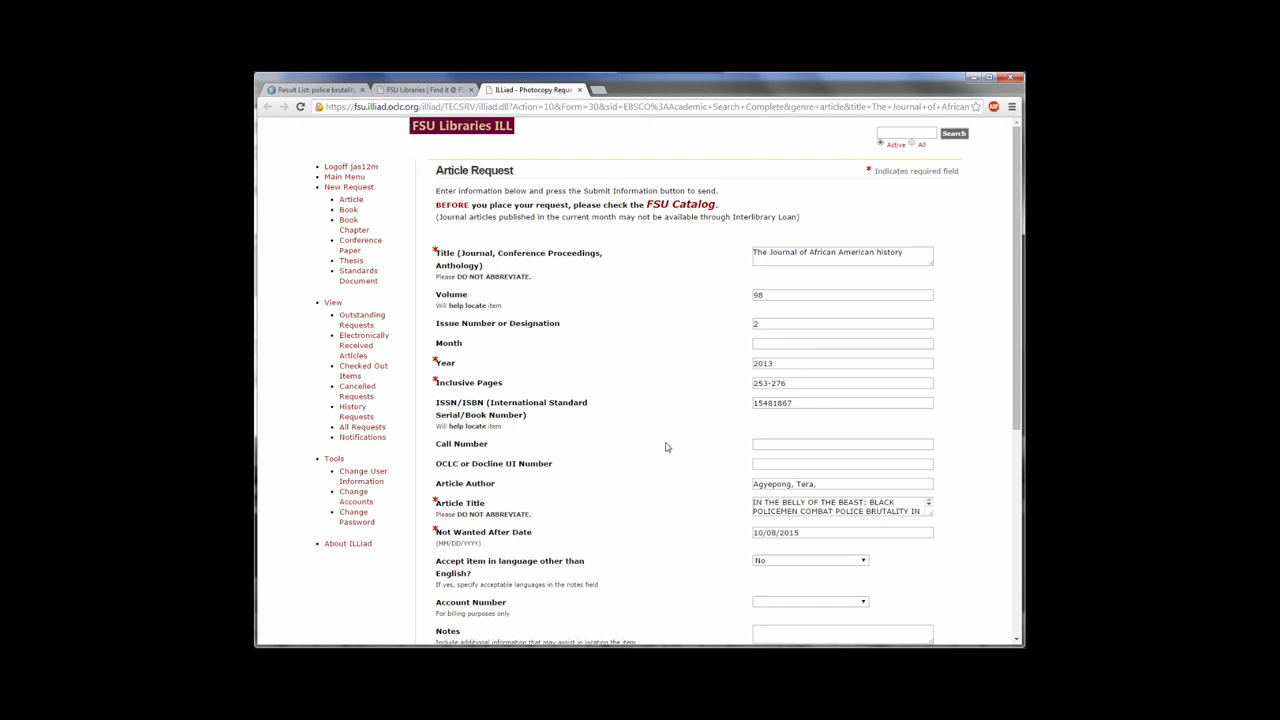 Result List: police brutalit
FSU Libraries | Find it @ F
ILLiad - Photocopy Reque
https://fsu.illiad.oclc.org/illiad/TECSRV/illiad.dll?Action=10&Form=30&sid=EBSCO%3AAcademic+Search+Complete&genre=article&title=The+Journal+of+African
FSU Libraries ILL
Search
Active All
Logoff jas12m
Main Menu
New Request
Article
Book
Book
Chapter
Conference
Paper
Thesis
Standards
Document
View
Outstanding
Requests
Electronically
Received
Articles
Checked Out
Items
Cancelled
Requests
History
Requests
All Requests
Notifications
Tools
Change User
Information
Change
Accounts
Change
Password
About ILLiad
Article Request
* Indicates required field
Enter information below and press the Submit Information button to send.
BEFORE you place your request, please check the FSU Catalog.
(Journal articles published in the current month may not be available through Interlibrary Loan)
*Title (Journal, Conference Proceedings,
Anthology)
Please DO NOT ABBREVIATE.
The Journal of African American history
Volume
Will help locate item
98
Issue Number or Designation
2
Month
*Year
2013
*Inclusive Pages
253-276
ISSN/ISBN (International Standard
Serial/Book Number)
Will help locate item
15481867
Call Number
OCLC or Docline UI Number
Article Author
Agyepong, Tera,
*Article Title
Please DO NOT ABBREVIATE.
IN THE BELLY OF THE BEAST: BLACK
POLICEMEN COMBAT POLICE BRUTALITY IN
*Not Wanted After Date
(MM/DD/YYYY)
10/08/2015
Accept item in language other than
English?
If yes, specify acceptable languages in the notes field
No
Account Number
For billing purposes only
Notes
Include additional information that may assist in locating the item